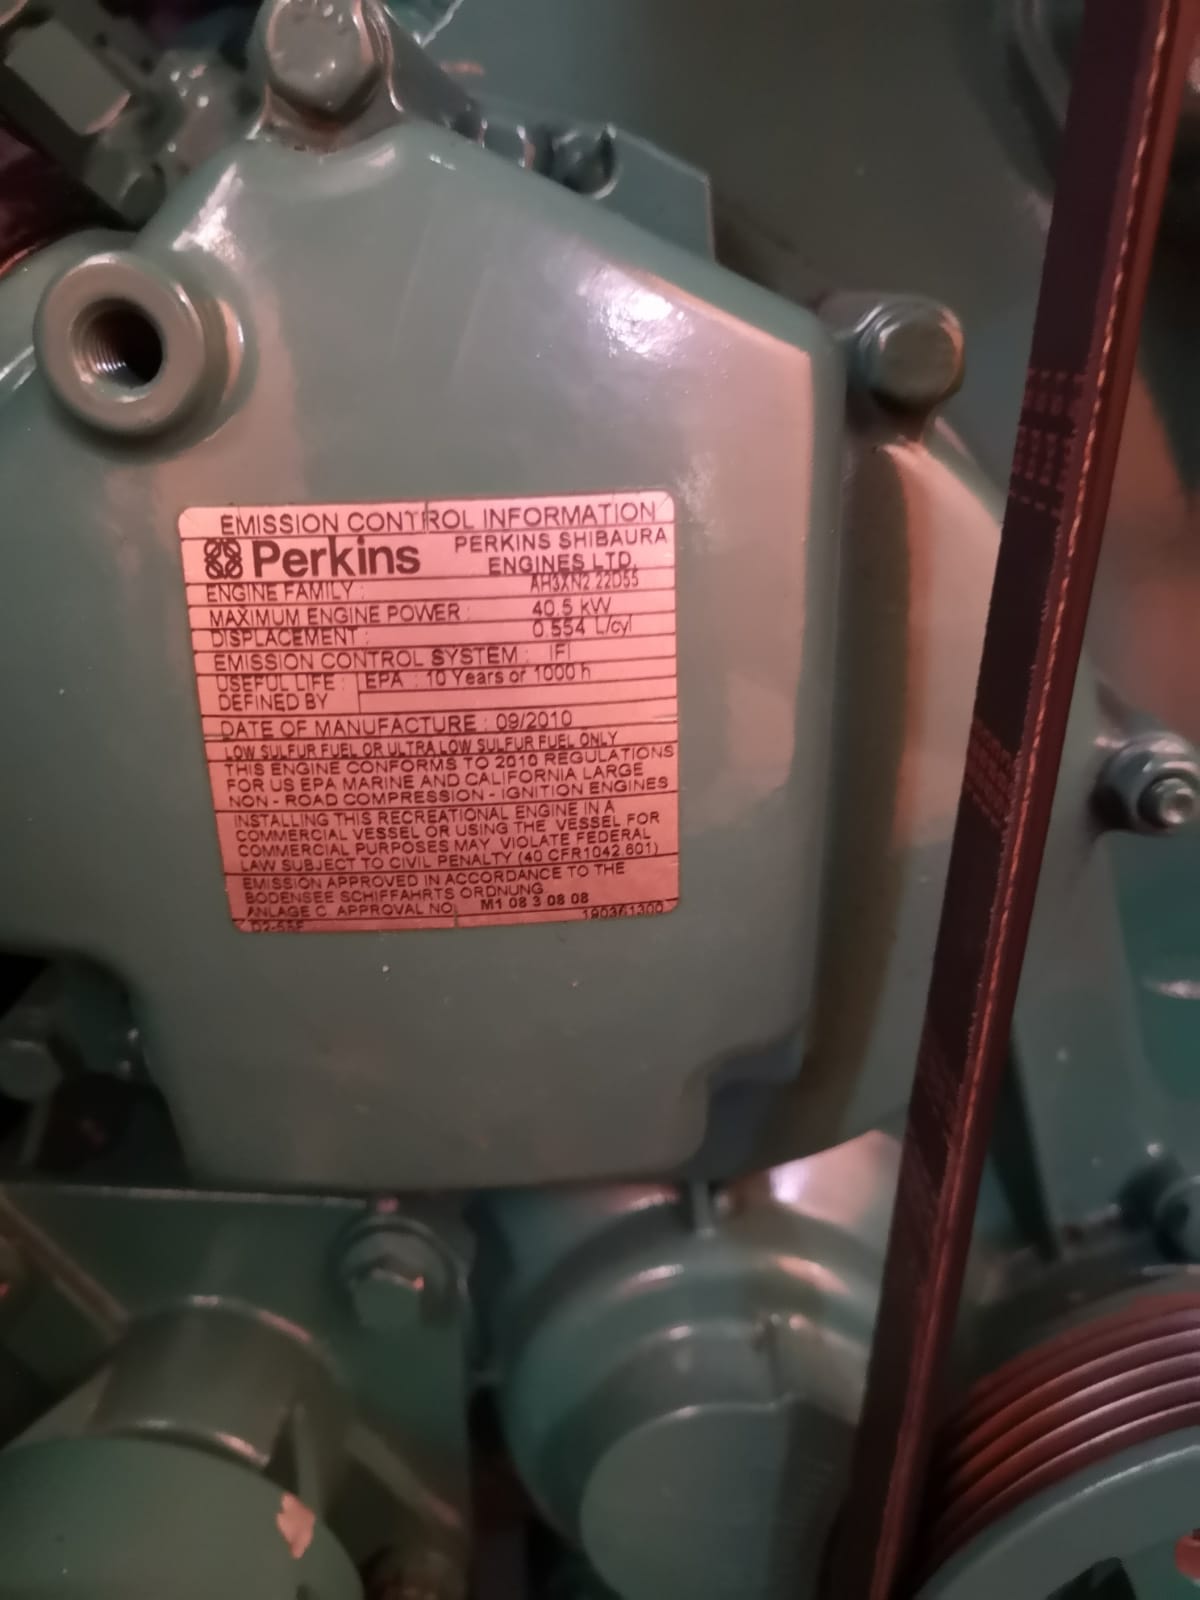 EMISSION CONTROL INFORMATION
Perkins PERKINS SHIBAURA
ENGINES LTD.
ENGINE FAMILY : AH3XN2.22D55
MAXIMUM ENGINE POWER : 40.5 kW
DISPLACEMENT : 0.554 L/cyl
EMISSION CONTROL SYSTEM : IFI
USEFUL LIFE : EPA : 10 Years or 1000 h
DEFINED BY
DATE OF MANUFACTURE : 09/2010
LOW SULFUR FUEL OR ULTRA LOW SULFUR FUEL ONLY
THIS ENGINE CONFORMS TO 2010 REGULATIONS
FOR US EPA MARINE AND CALIFORNIA LARGE
NON - ROAD COMPRESSION - IGNITION ENGINES
INSTALLING THIS RECREATIONAL ENGINE IN A
COMMERCIAL VESSEL OR USING THE VESSEL FOR
COMMERCIAL PURPOSES MAY VIOLATE FEDERAL
LAW SUBJECT TO CIVIL PENALTY (40 CFR1042.601)
EMISSION APPROVED IN ACCORDANCE TO THE
BODENSEE SCHIFFAHRTS ORDNUNG
ANLAGE C APPROVAL NO. M1 08 3 08 08
190361300
D2-55F